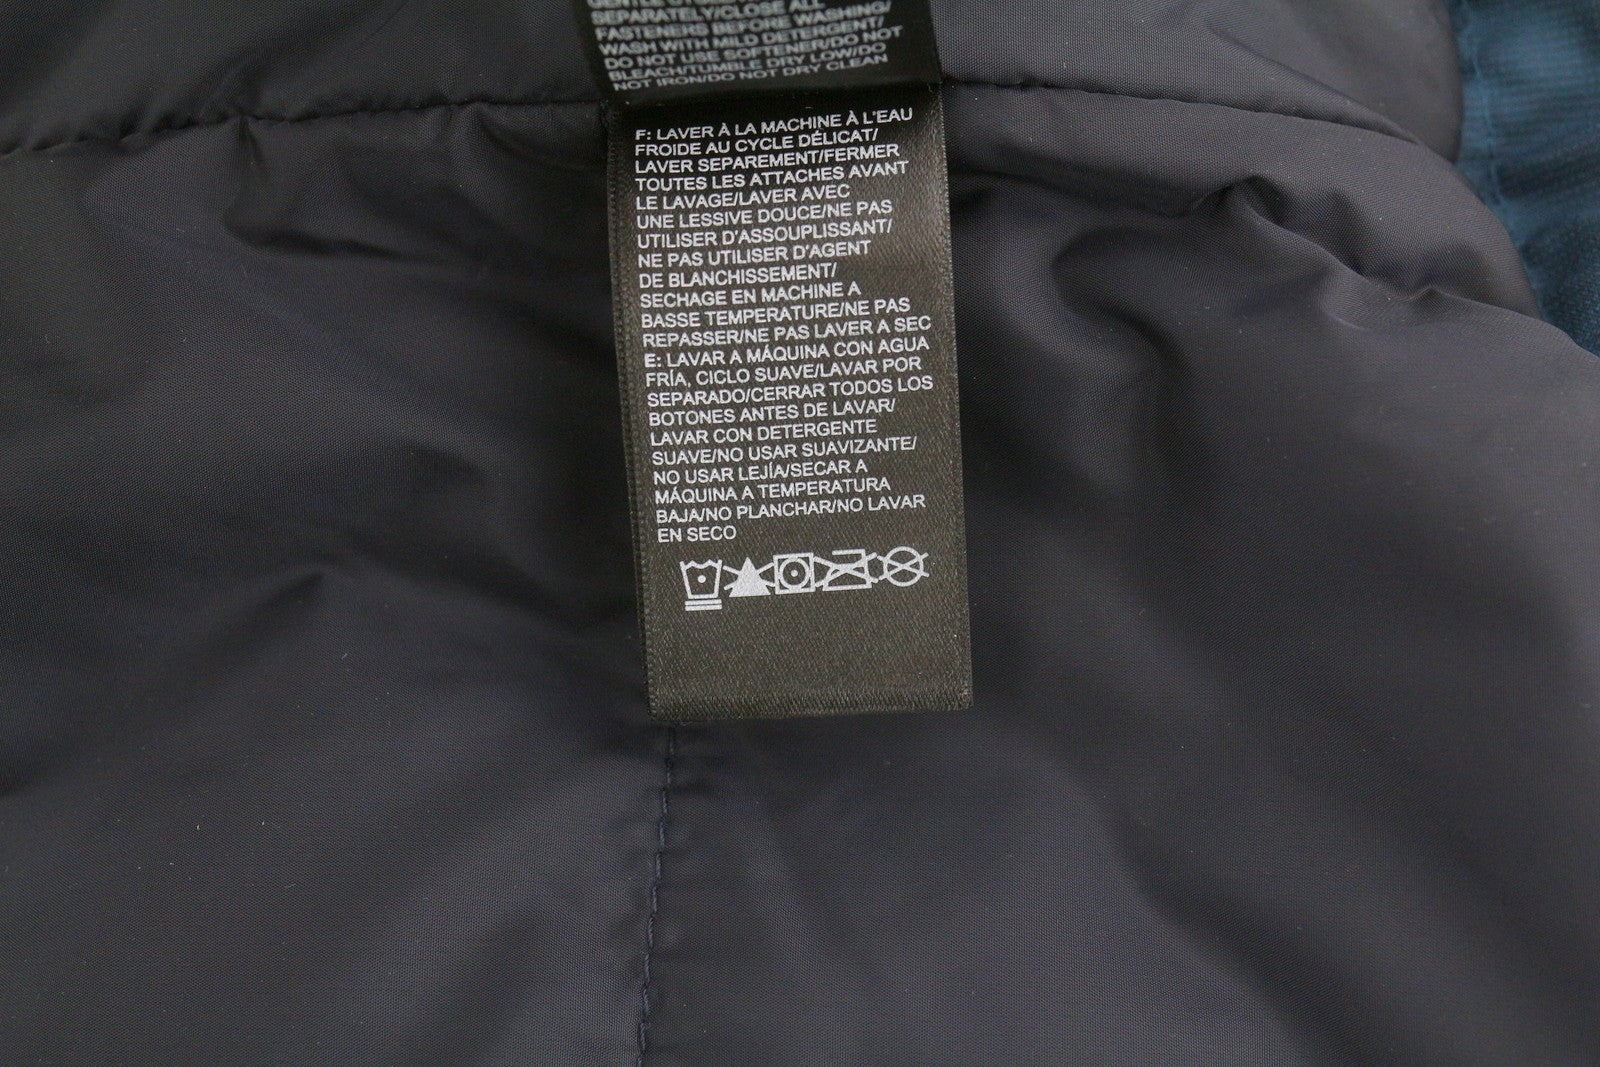 SEPARATELY/CLOSE ALL
FASTENERS BEFORE WASHING/
WASH WITH MILD DETERGENT/
DO NOT USE SOFTENER/DO NOT
BLEACH/TUMBLE DRY LOW/DO
NOT IRON/DO NOT DRY CLEAN
F: LAVER À LA MACHINE À L'EAU
FROIDE AU CYCLE DÉLICAT/
LAVER SEPAREMENT/FERMER
TOUTES LES ATTACHES AVANT
LE LAVAGE/LAVER AVEC
UNE LESSIVE DOUCE/NE PAS
UTILISER D'ASSOUPLISSANT/
NE PAS UTILISER D'AGENT
DE BLANCHISSEMENT/
SECHAGE EN MACHINE A
BASSE TEMPERATURE/NE PAS
REPASSER/NE PAS LAVER A SEC
E: LAVAR A MÁQUINA CON AGUA
FRÍA, CICLO SUAVE/LAVAR POR
SEPARADO/CERRAR TODOS LOS
BOTONES ANTES DE LAVAR/
LAVAR CON DETERGENTE
SUAVE/NO USAR SUAVIZANTE/
NO USAR LEJÍA/SECAR A
MÁQUINA A TEMPERATURA
BAJA/NO PLANCHAR/NO LAVAR
EN SECO